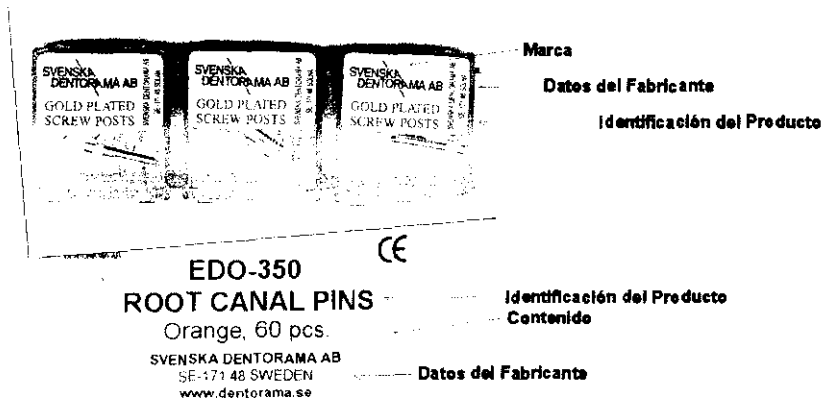 Marca
SVENSKA
DENTORAMA AB
GOLD PLATED
SCREW POSTS
SVENSKA
DENTORAMA AB
GOLD PLATED
SCREW POSTS
SVENSKA
DENTORAMA AB
GOLD PLATED
SCREW POSTS
Datos del Fabricante
Identificación del Producto
CE
EDO-350
ROOT CANAL PINS
Identificación del Producto
Orange, 60 pcs.
Contenido
SVENSKA DENTORAMA AB
SE-171 48 SWEDEN
Datos del Fabricante
www.dentorama.se